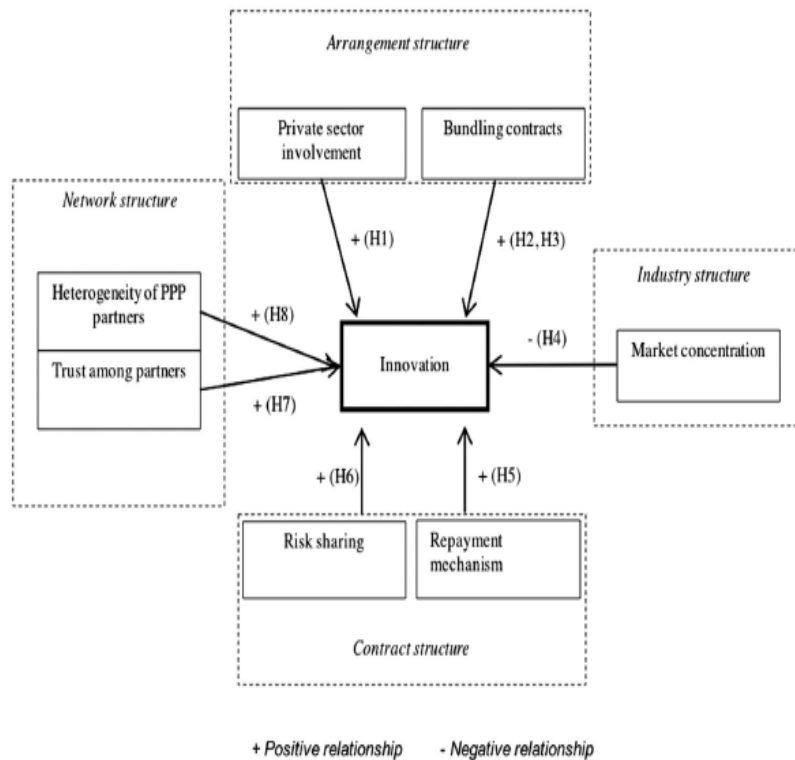 Arrangement structure
Private sector
involvement
Bundling contracts
Network structure
+ (H1)
+ (H2, H3)
Industry structure
Heterogeneity of PPP
partners
+ (H8)
Innovation
- (H4)
Market concentration
Trust among partners
+ (H7)
+ (H6)
+ (H5)
Risk sharing
Repayment
mechanism
Contract structure
+ Positive relationship - Negative relationship